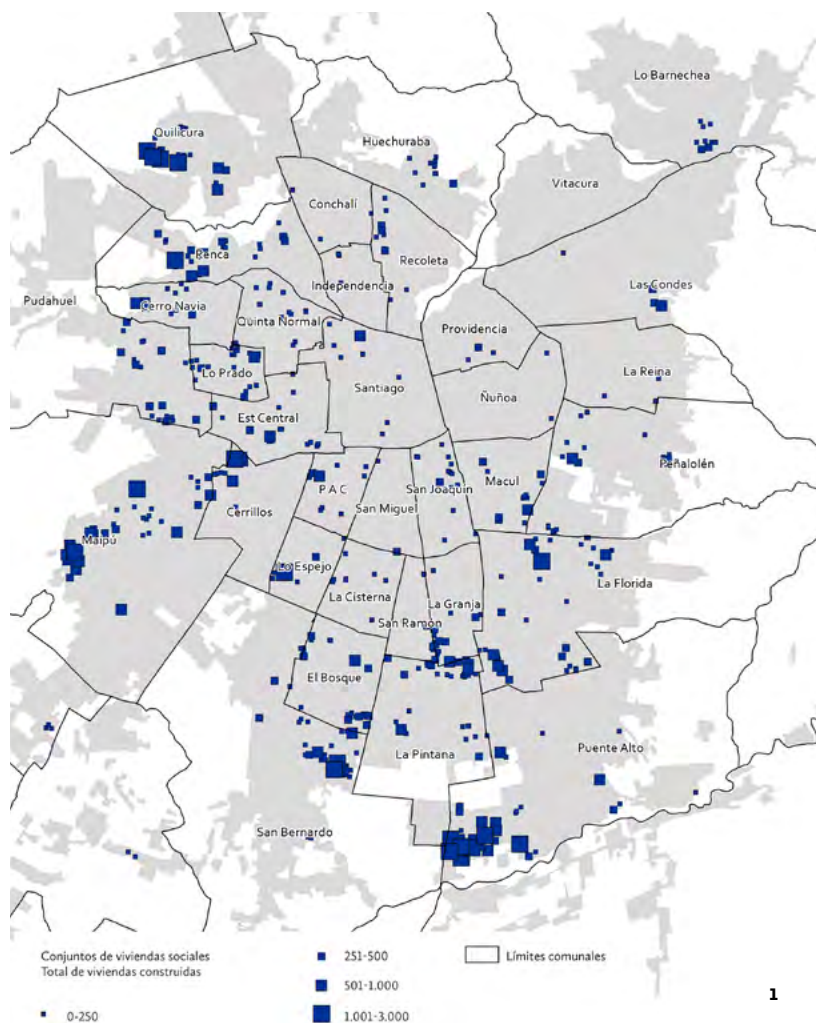 Lo Barnechea
Quilicura
Huechuraba
Vitacura
Conchalí
Renca
Recoleta
Independencia
Las Condes
Pudahuel
Cerro Navia
Quinta Normal
Providencia
Lo Prado
La Reina
Santiago
Ñuñoa
Est Central
Peñalolén
P A C
San Joaquín
Macul
Cerrillos
San Miguel
Maipú
Lo Espejo
La Florida
La Cisterna
La Granja
San Ramón
El Bosque
La Pintana
Puente Alto
San Bernardo
Conjuntos de viviendas sociales
Total de viviendas construidas
0-250
251-500
501-1.000
1.001-3.000
Límites comunales
1